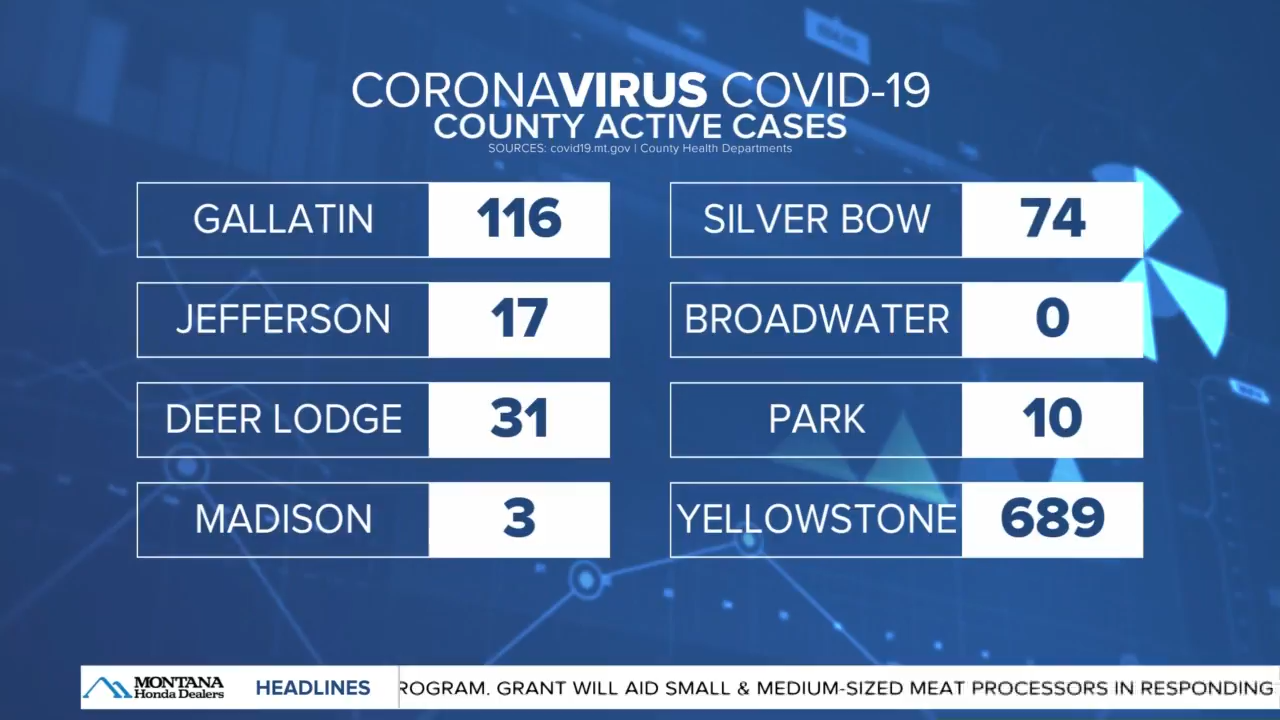 CORONAVIRUS COVID-19
COUNTY ACTIVE CASES
SOURCES: covid19.mt.gov | County Health Departments
GALLATIN 116
SILVER BOW 74
JEFFERSON 17
BROADWATER 0
DEER LODGE 31
PARK 10
MADISON 3
YELLOWSTONE 689
MONTANA
Honda Dealers
HEADLINES
ROGRAM. GRANT WILL AID SMALL & MEDIUM-SIZED MEAT PROCESSORS IN RESPONDING